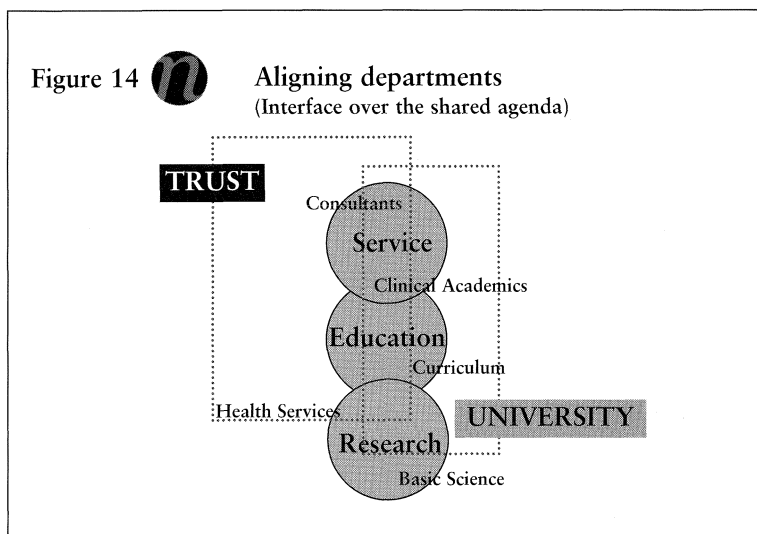 Figure 14 n Aligning departments
(Interface over the shared agenda)
TRUST
Consultants
Service
Clinical Academics
Education
Curriculum
Health Services
UNIVERSITY
Research
Basic Science